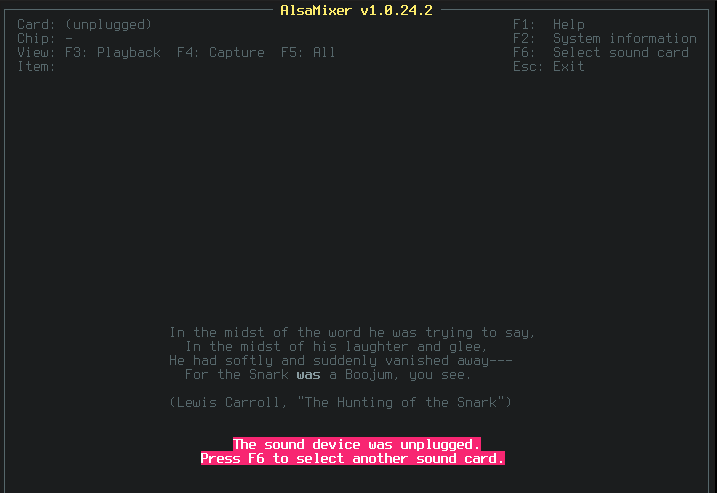 AlsaMixer v1.0.24.2
Card: (unplugged)
F1: Help
Chip: -
F2: System information
View: F3: Playback F4: Capture F5: All
F6: Select sound card
Item:
Esc: Exit
In the midst of the word he was trying to say,
In the midst of his laughter and glee,
He had softly and suddenly vanished away---
For the Snark was a Boojum, you see.
(Lewis Carroll, "The Hunting of the Snark")
The sound device was unplugged.
Press F6 to select another sound card.